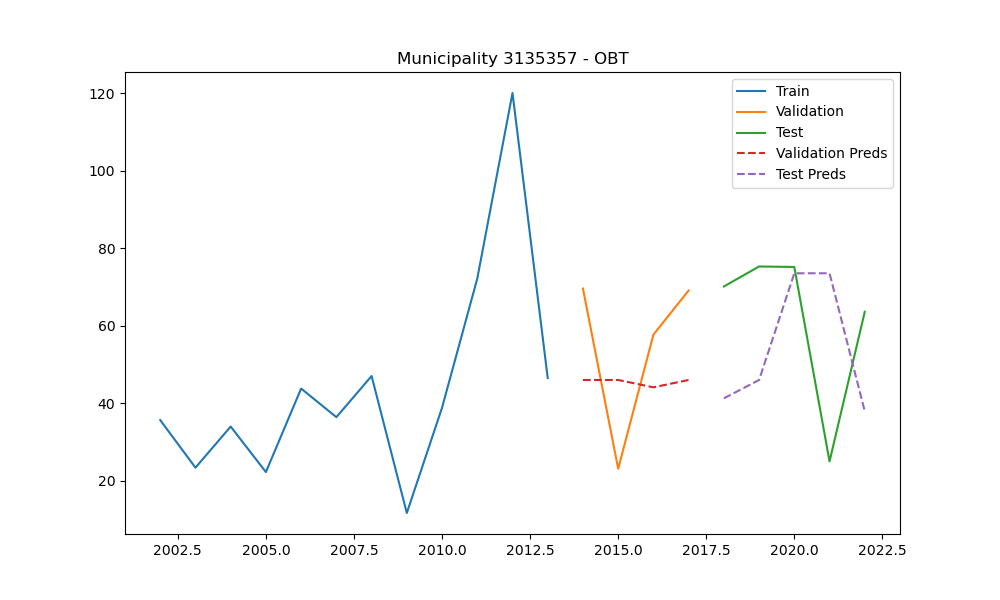 Municipality 3135357 - OBT
120
100
80
60
40
20
2002.5 2005.0 2007.5 2010.0 2012.5 2015.0 2017.5 2020.0 2022.5
Train
Validation
Test
Validation Preds
Test Preds